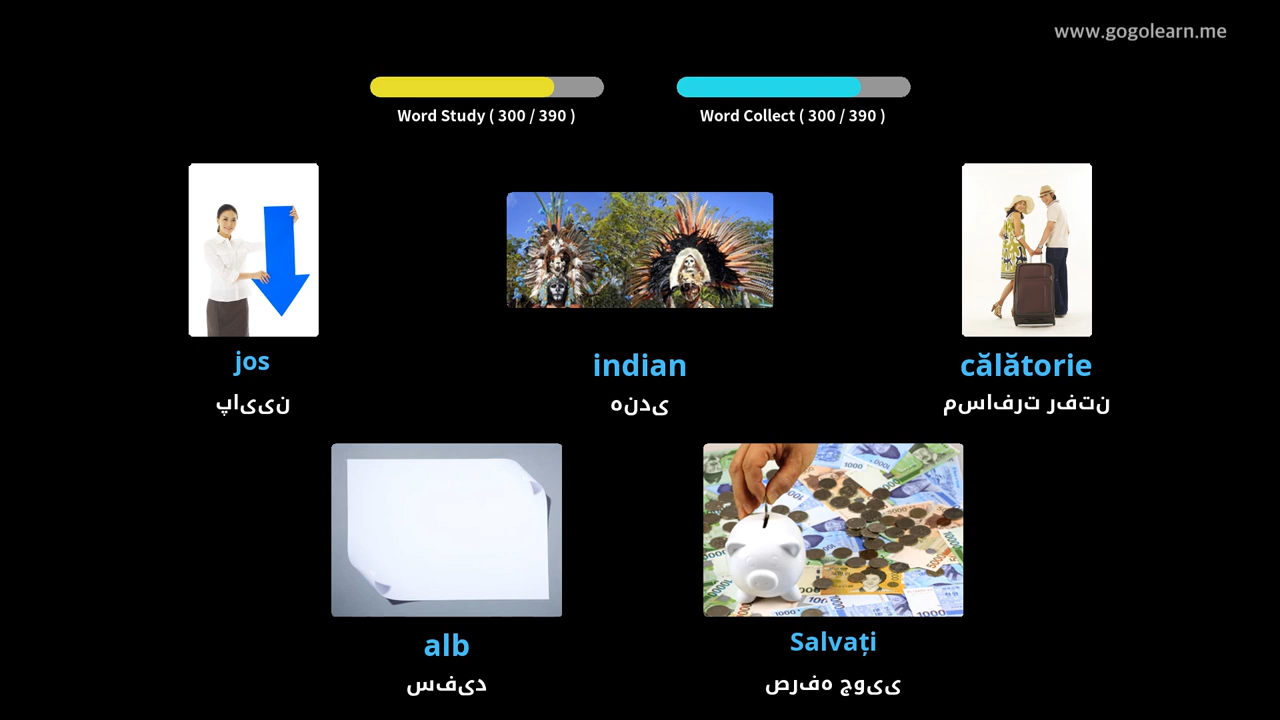 www.gogolearn.me
Word Study ( 300 / 390 )
Word Collect ( 300 / 390 )
jos
indian
călătorie
پایین
هندی
مسافرت رفتن
alb
Salvați
سفید
صرفه جویی